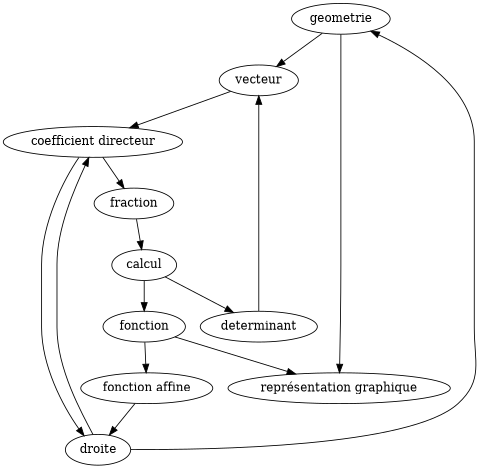 geometrie
vecteur
coefficient directeur
fraction
calcul
fonction
determinant
fonction affine
représentation graphique
droite